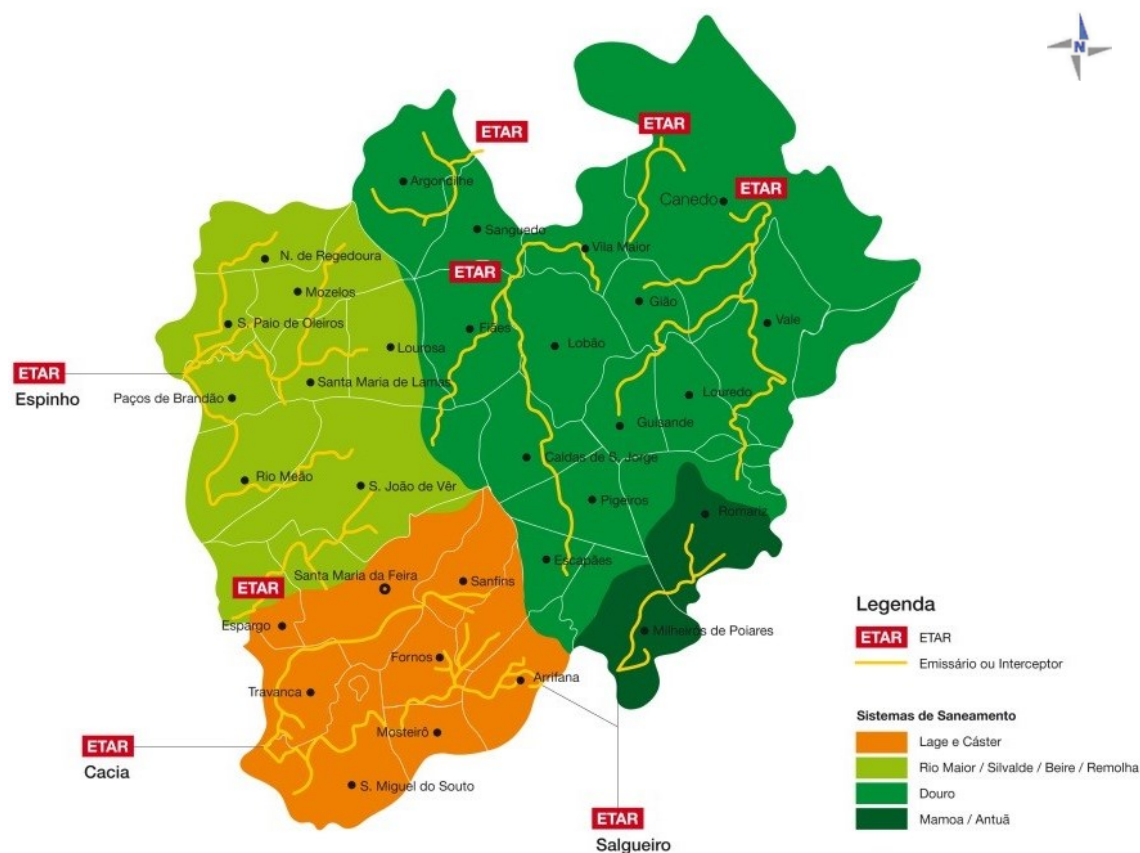 N
ETAR
ETAR
Argoncilhe
ETAR
Canedo
Sanguedo
Vila Maior
N. de Regedoura
ETAR
Mozelos
Gião
S. Paio de Oleiros
Fiães
Vale
Lourosa
Lobão
ETAR
Espinho
Santa Maria de Lamas
Paços de Brandão
Louredo
Guisande
Caldas de S. Jorge
Rio Meão
S. João de Vêr
Pigeiros
Romariz
Escapães
Santa Maria da Feira
Sanfins
ETAR
Espargo
Milheirós de Poiares
Fornos
Arrifana
Travanca
Mosteirô
ETAR
Cacia
S. Miguel do Souto
ETAR
Salgueiro
Legenda
ETAR ETAR
Emissário ou Interceptor
Sistemas de Saneamento
Lage e Cáster
Rio Maior / Silvalde / Beire / Remolha
Douro
Mamoa / Antuã